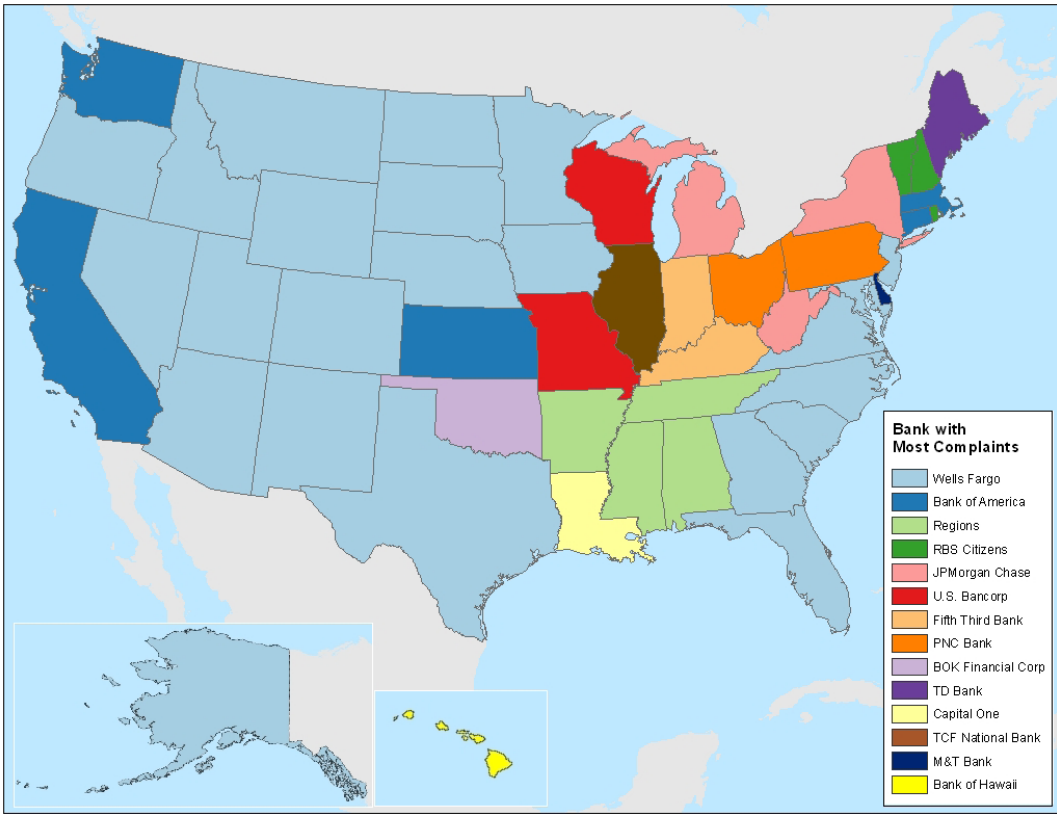 Bank with
Most Complaints
Wells Fargo
Bank of America
Regions
RBS Citizens
JPMorgan Chase
U.S. Bancorp
Fifth Third Bank
PNC Bank
BOK Financial Corp
TD Bank
Capital One
TCF National Bank
M&T Bank
Bank of Hawaii